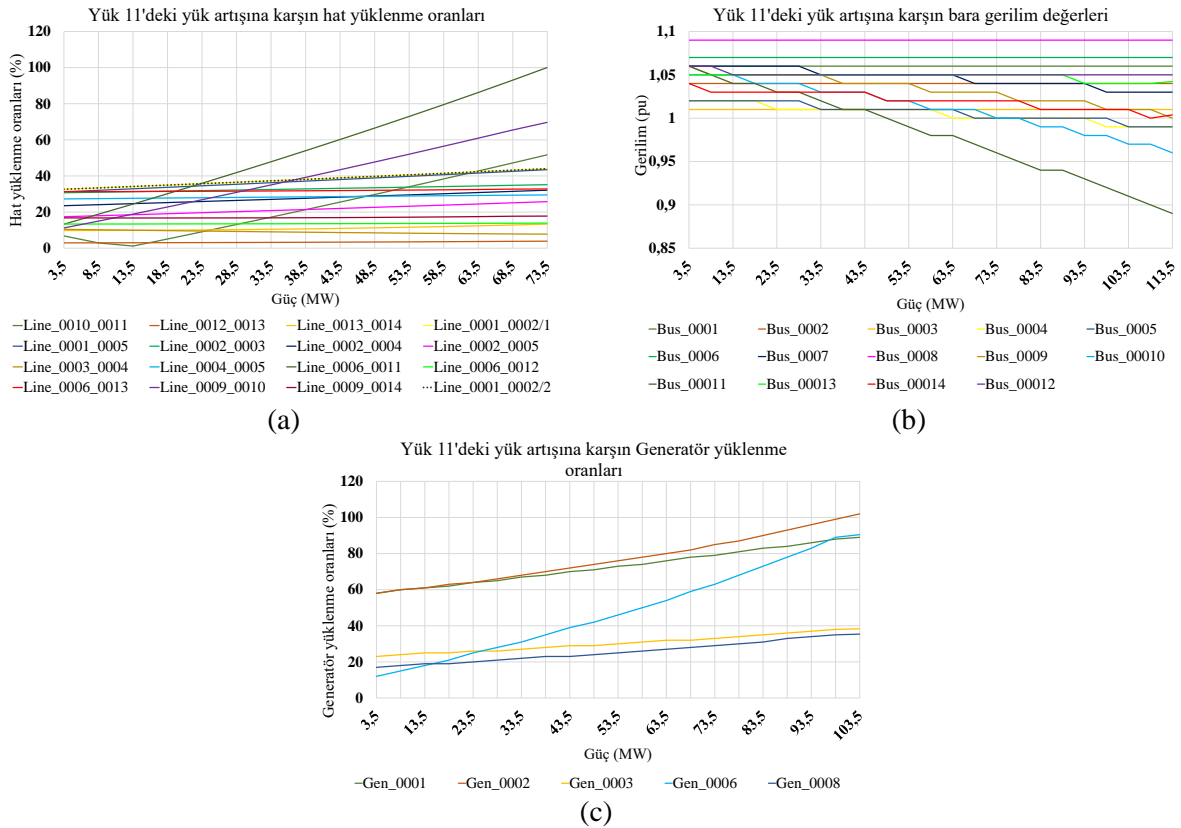 Yük 11'deki yük artışına karşın hat yüklenme oranları
Hat yüklenme oranları (%)
120
100
80
60
40
20
0
3,5 8,5 13,5 18,5 23,5 28,5 33,5 38,5 43,5 48,5 53,5 58,5 63,5 68,5 73,5
Güç (MW)
Line_0010_0011 Line_0012_0013 Line_0013_0014 Line_0001_0002/1
Line_0001_0005 Line_0002_0003 Line_0002_0004 Line_0002_0005
Line_0003_0004 Line_0004_0005 Line_0006_0011 Line_0006_0012
Line_0006_0013 Line_0009_0010 Line_0009_0014 Line_0001_0002/2
(a)
Yük 11'deki yük artışına karşın bara gerilim değerleri
Gerilim (pu)
1,1
1,05
1
0,95
0,9
0,85
3,5 13,5 23,5 33,5 43,5 53,5 63,5 73,5 83,5 93,5 103,5 113,5
Güç (MW)
Bus_0001 Bus_0002 Bus_0003 Bus_0004 Bus_0005
Bus_0006 Bus_0007 Bus_0008 Bus_0009 Bus_00010
Bus_00011 Bus_00013 Bus_00014 Bus_00012
(b)
Yük 11'deki yük artışına karşın Generatör yüklenme
oranları
Generatör yüklenme oranları (%)
120
100
80
60
40
20
0
3,5 13,5 23,5 33,5 43,5 53,5 63,5 73,5 83,5 93,5 103,5
Güç (MW)
Gen_0001 Gen_0002 Gen_0003 Gen_0006 Gen_0008
(c)